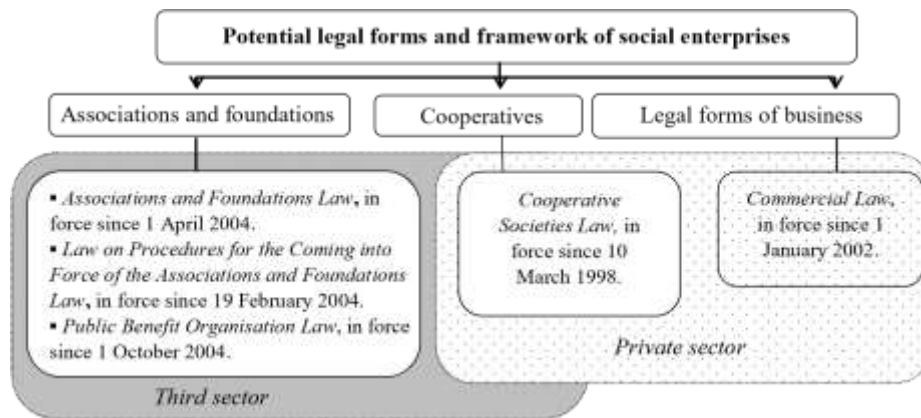 Potential legal forms and framework of social enterprises
Associations and foundations
Cooperatives
Legal forms of business
▪ Associations and Foundations Law, in
force since 1 April 2004.
▪ Law on Procedures for the Coming into
Force of the Associations and Foundations
Law, in force since 19 February 2004.
▪ Public Benefit Organisation Law, in force
since 1 October 2004.
Cooperative
Societies Law, in
force since 10
March 1998.
Commercial Law,
in force since 1
January 2002.
Private sector
Third sector